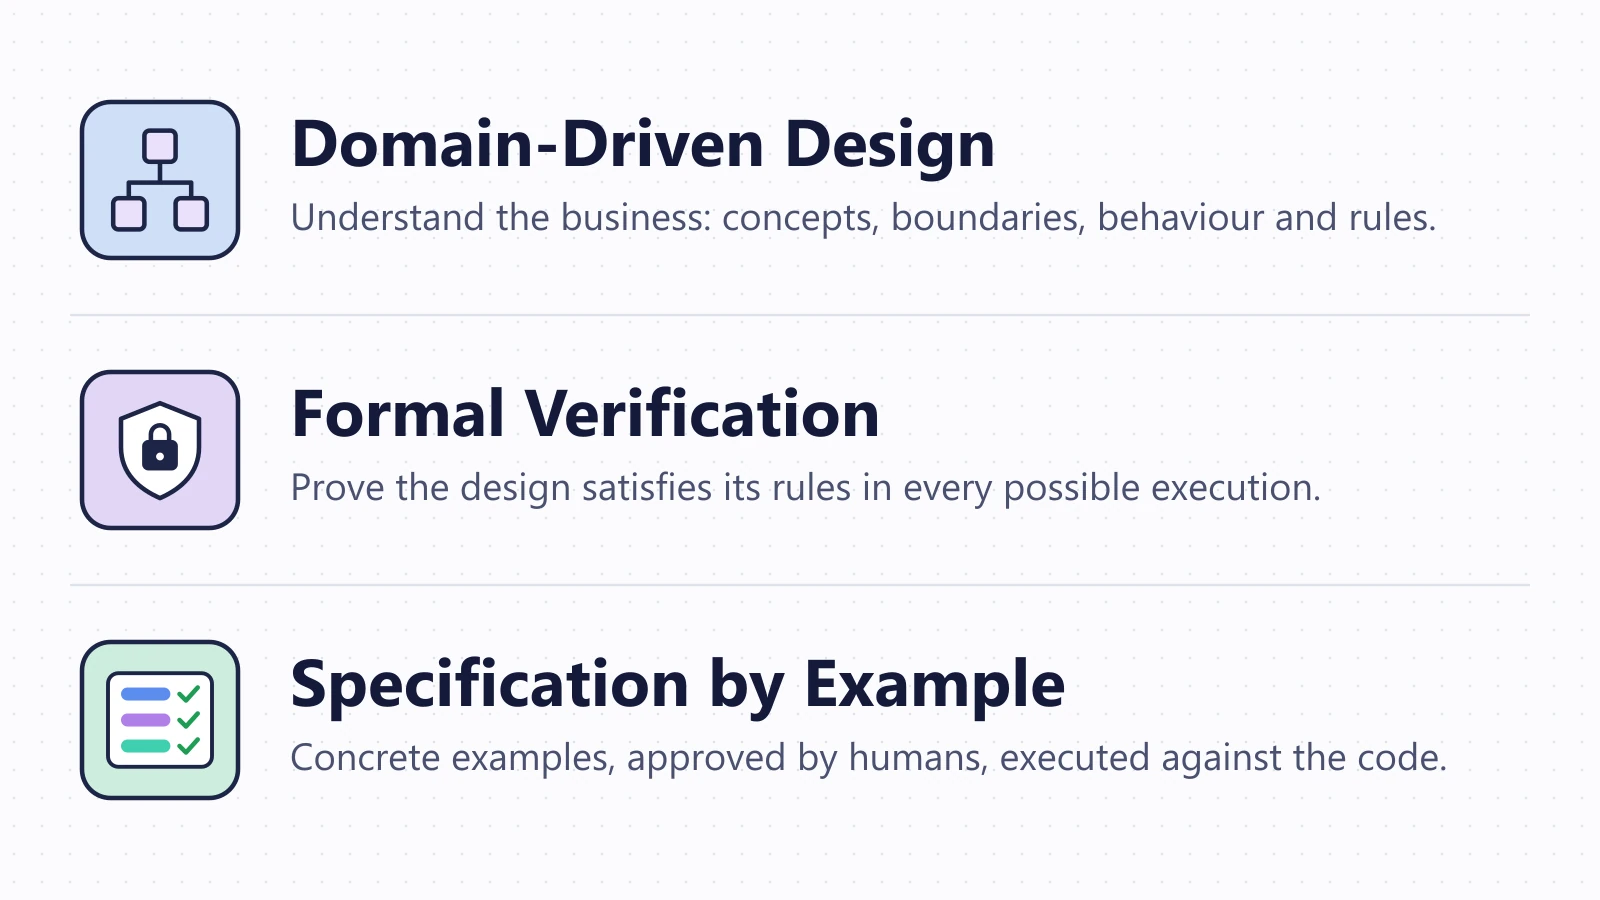 Domain-Driven Design
Understand the business: concepts, boundaries, behaviour and rules.
Formal Verification
Prove the design satisfies its rules in every possible execution.
Specification by Example
Concrete examples, approved by humans, executed against the code.